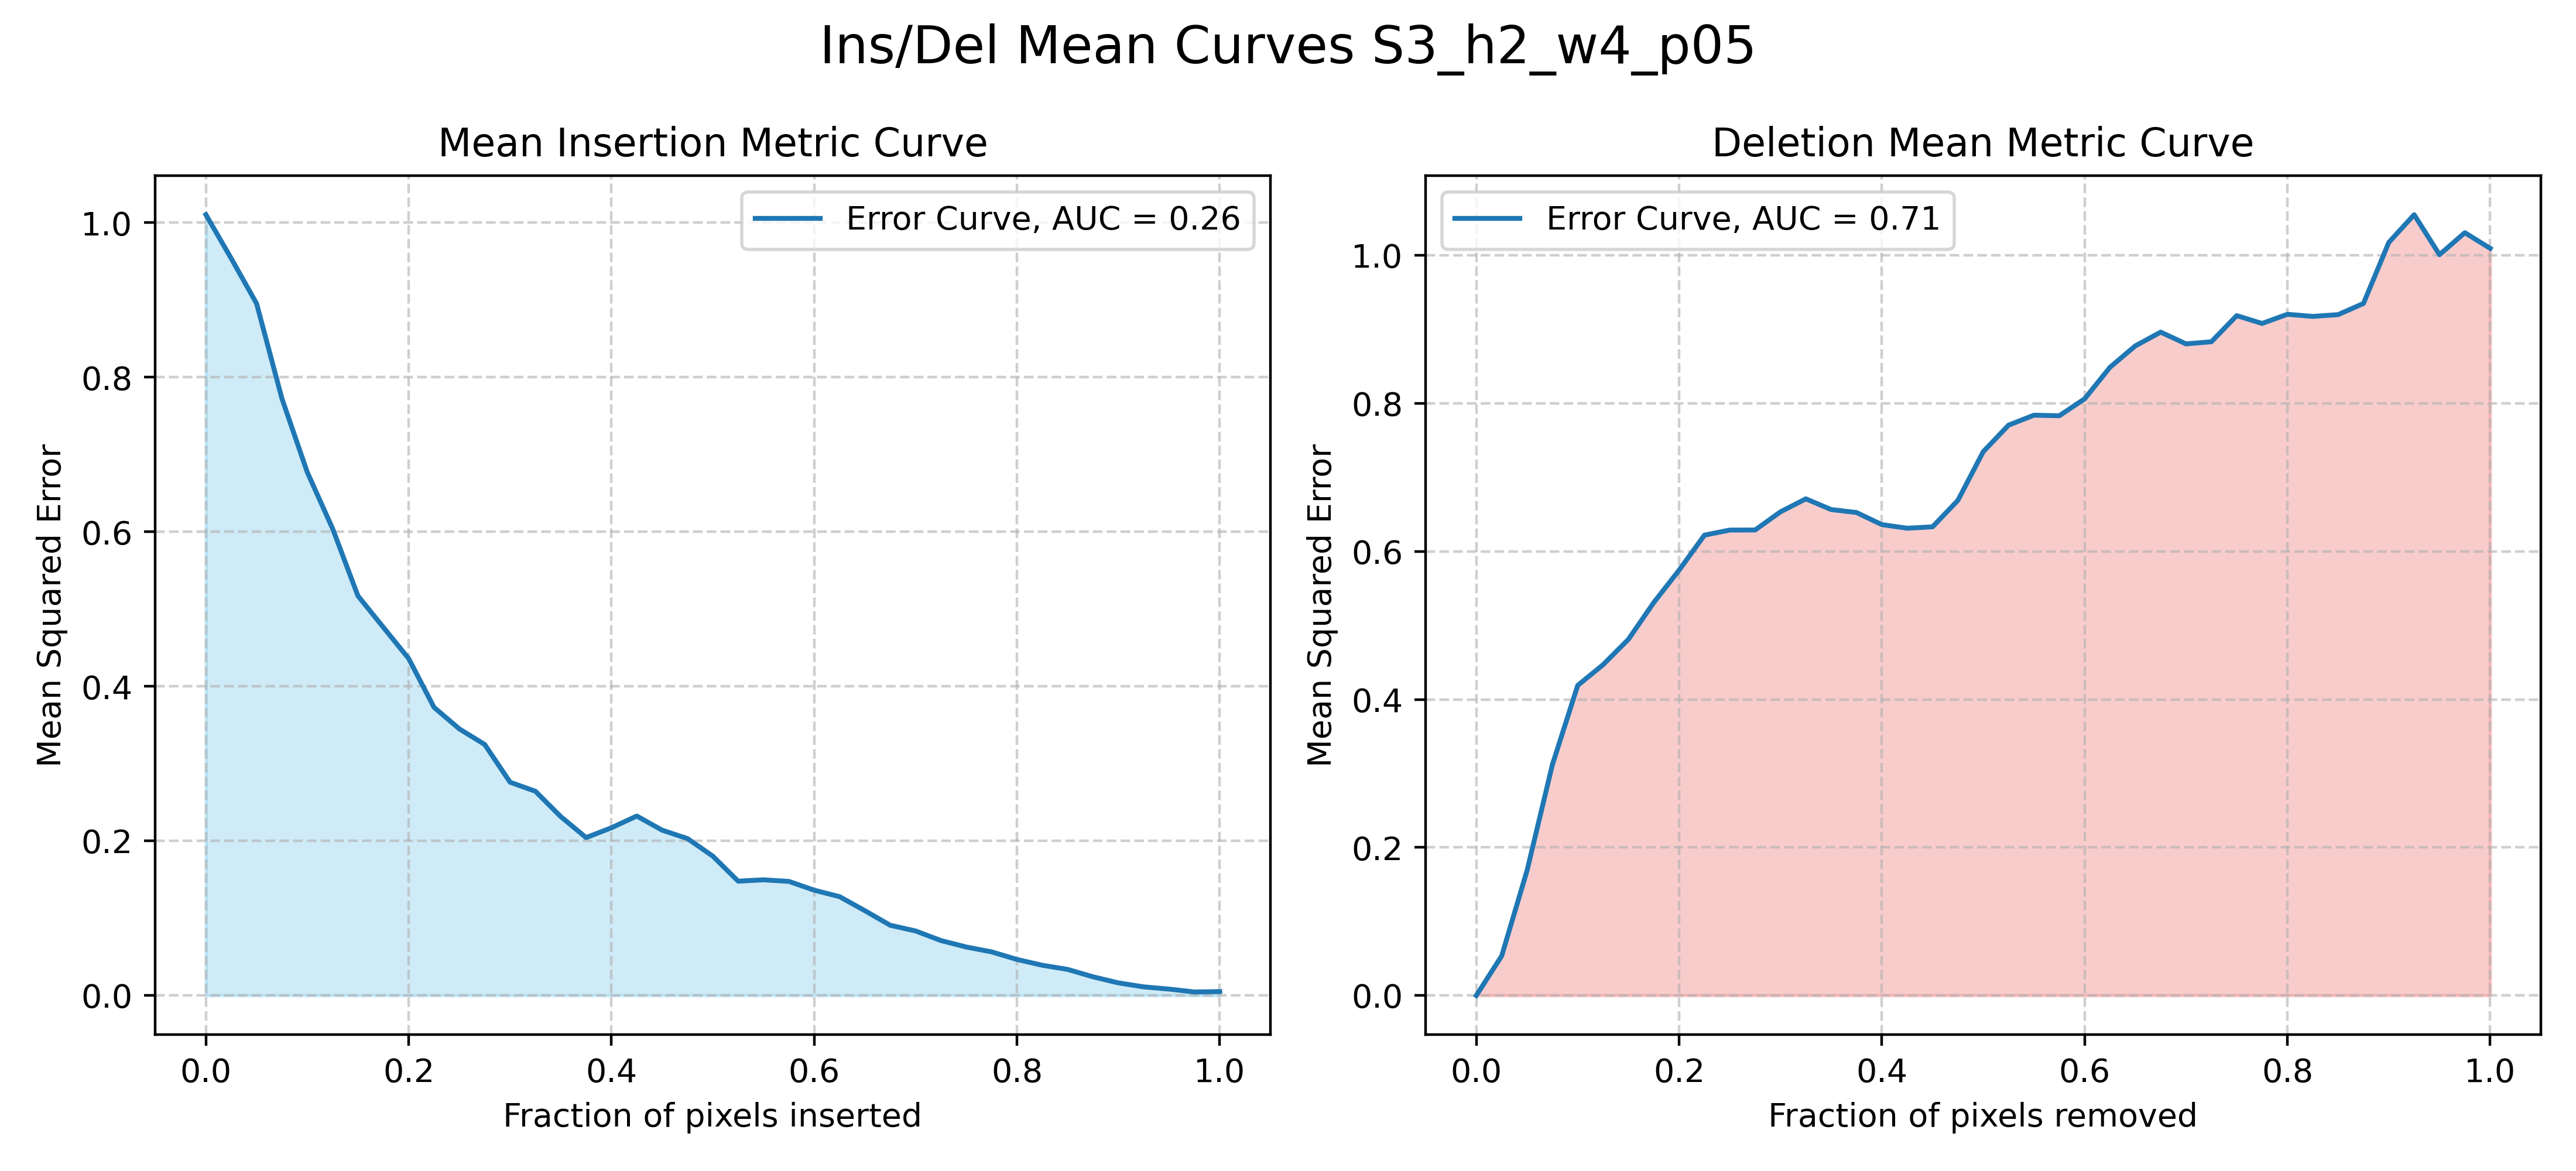 Ins/Del Mean Curves S3_h2_w4_p05
Mean Insertion Metric Curve
Error Curve, AUC = 0.26
Mean Squared Error
1.0
0.8
0.6
0.4
0.2
0.0
0.0 0.2 0.4 0.6 0.8 1.0
Fraction of pixels inserted
Deletion Mean Metric Curve
Error Curve, AUC = 0.71
Mean Squared Error
1.0
0.8
0.6
0.4
0.2
0.0
0.0 0.2 0.4 0.6 0.8 1.0
Fraction of pixels removed